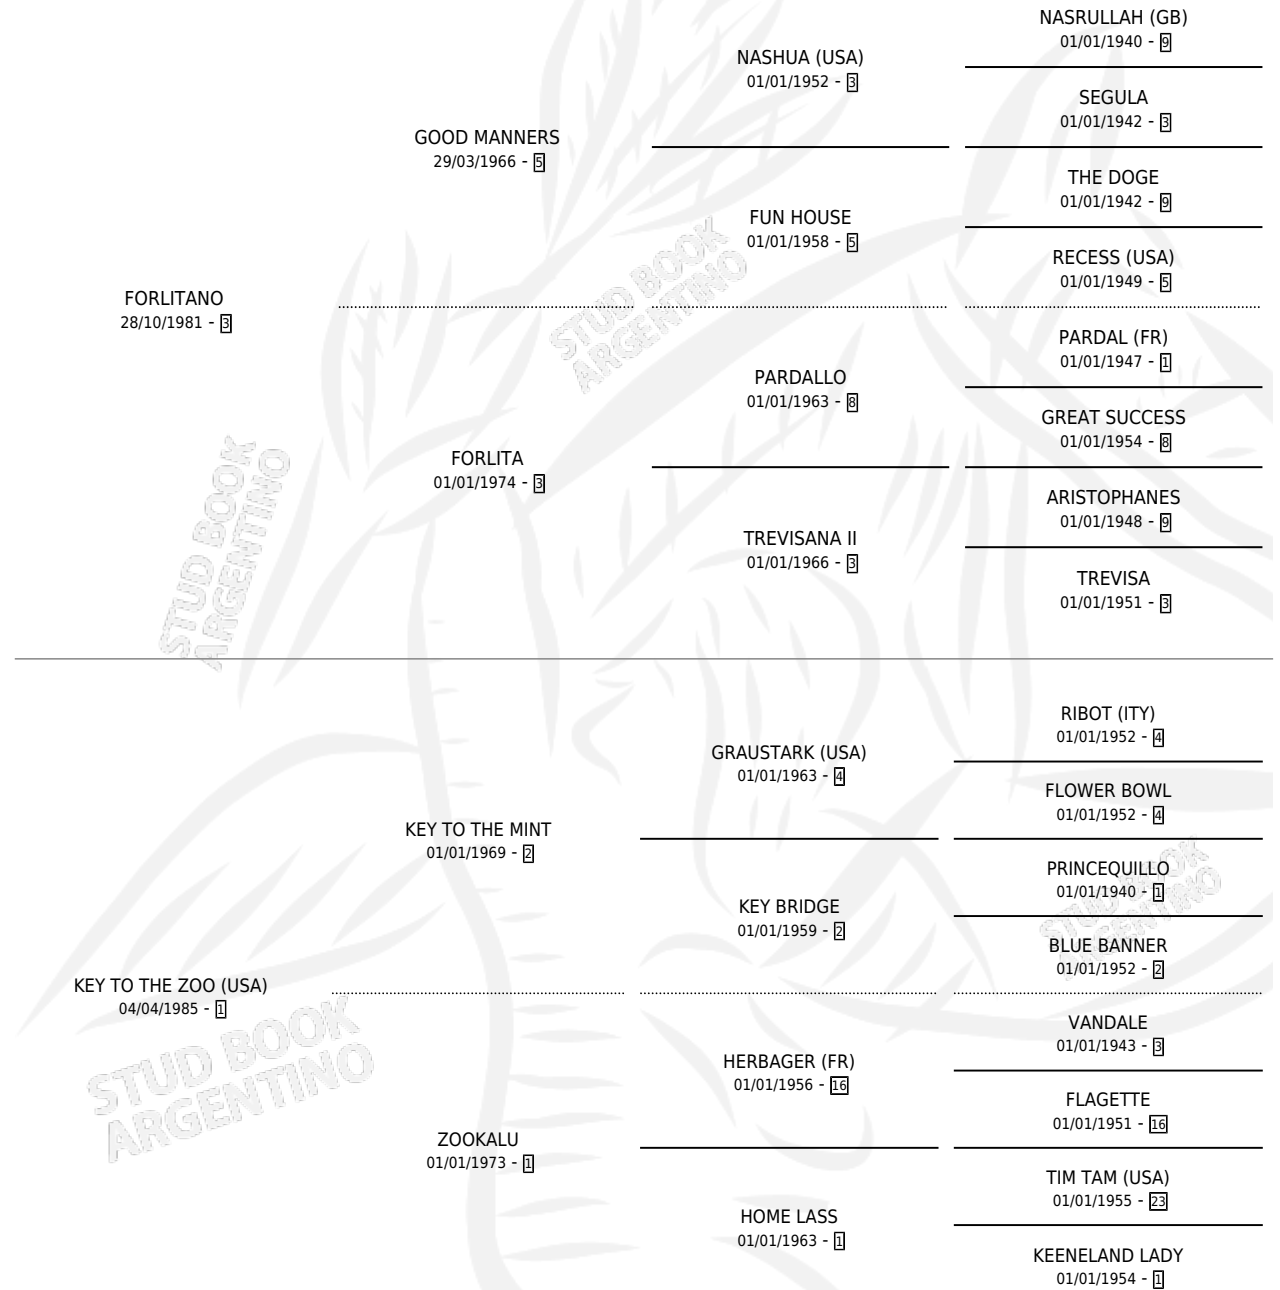 NASRULLAH (GB)
01/01/1940 - 9
NASHUA (USA)
01/01/1952 - 3
SEGULA
01/01/1942 - 3
GOOD MANNERS
29/03/1966 - 5
THE DOGE
01/01/1942 - 9
FUN HOUSE
01/01/1958 - 5
RECESS (USA)
01/01/1949 - 5
FORLITANO
28/10/1981 - 3
PARDAL (FR)
01/01/1947 - 1
PARDALLO
01/01/1963 - 8
GREAT SUCCESS
01/01/1954 - 8
FORLITA
01/01/1974 - 3
ARISTOPHANES
01/01/1948 - 9
TREVISANA II
01/01/1966 - 3
TREVISA
01/01/1951 - 3
RIBOT (ITY)
01/01/1952 - 4
GRAUSTARK (USA)
01/01/1963 - 4
FLOWER BOWL
01/01/1952 - 4
KEY TO THE MINT
01/01/1969 - 2
PRINCEQUILLO
01/01/1940 - 1
KEY BRIDGE
01/01/1959 - 2
BLUE BANNER
01/01/1952 - 2
KEY TO THE ZOO (USA)
04/04/1985 - 1
VANDALE
01/01/1943 - 3
HERBAGER (FR)
01/01/1956 - 16
FLAGETTE
01/01/1951 - 16
ZOOKALU
01/01/1973 - 1
TIM TAM (USA)
01/01/1955 - 23
HOME LASS
01/01/1963 - 1
KEENELAND LADY
01/01/1954 - 1
STUD BOOK
ARGENTINO
STUD BOOK
ARGENTINO
STUD BOOK
ARGENTINO
STUD BOOK
ARGENTINO